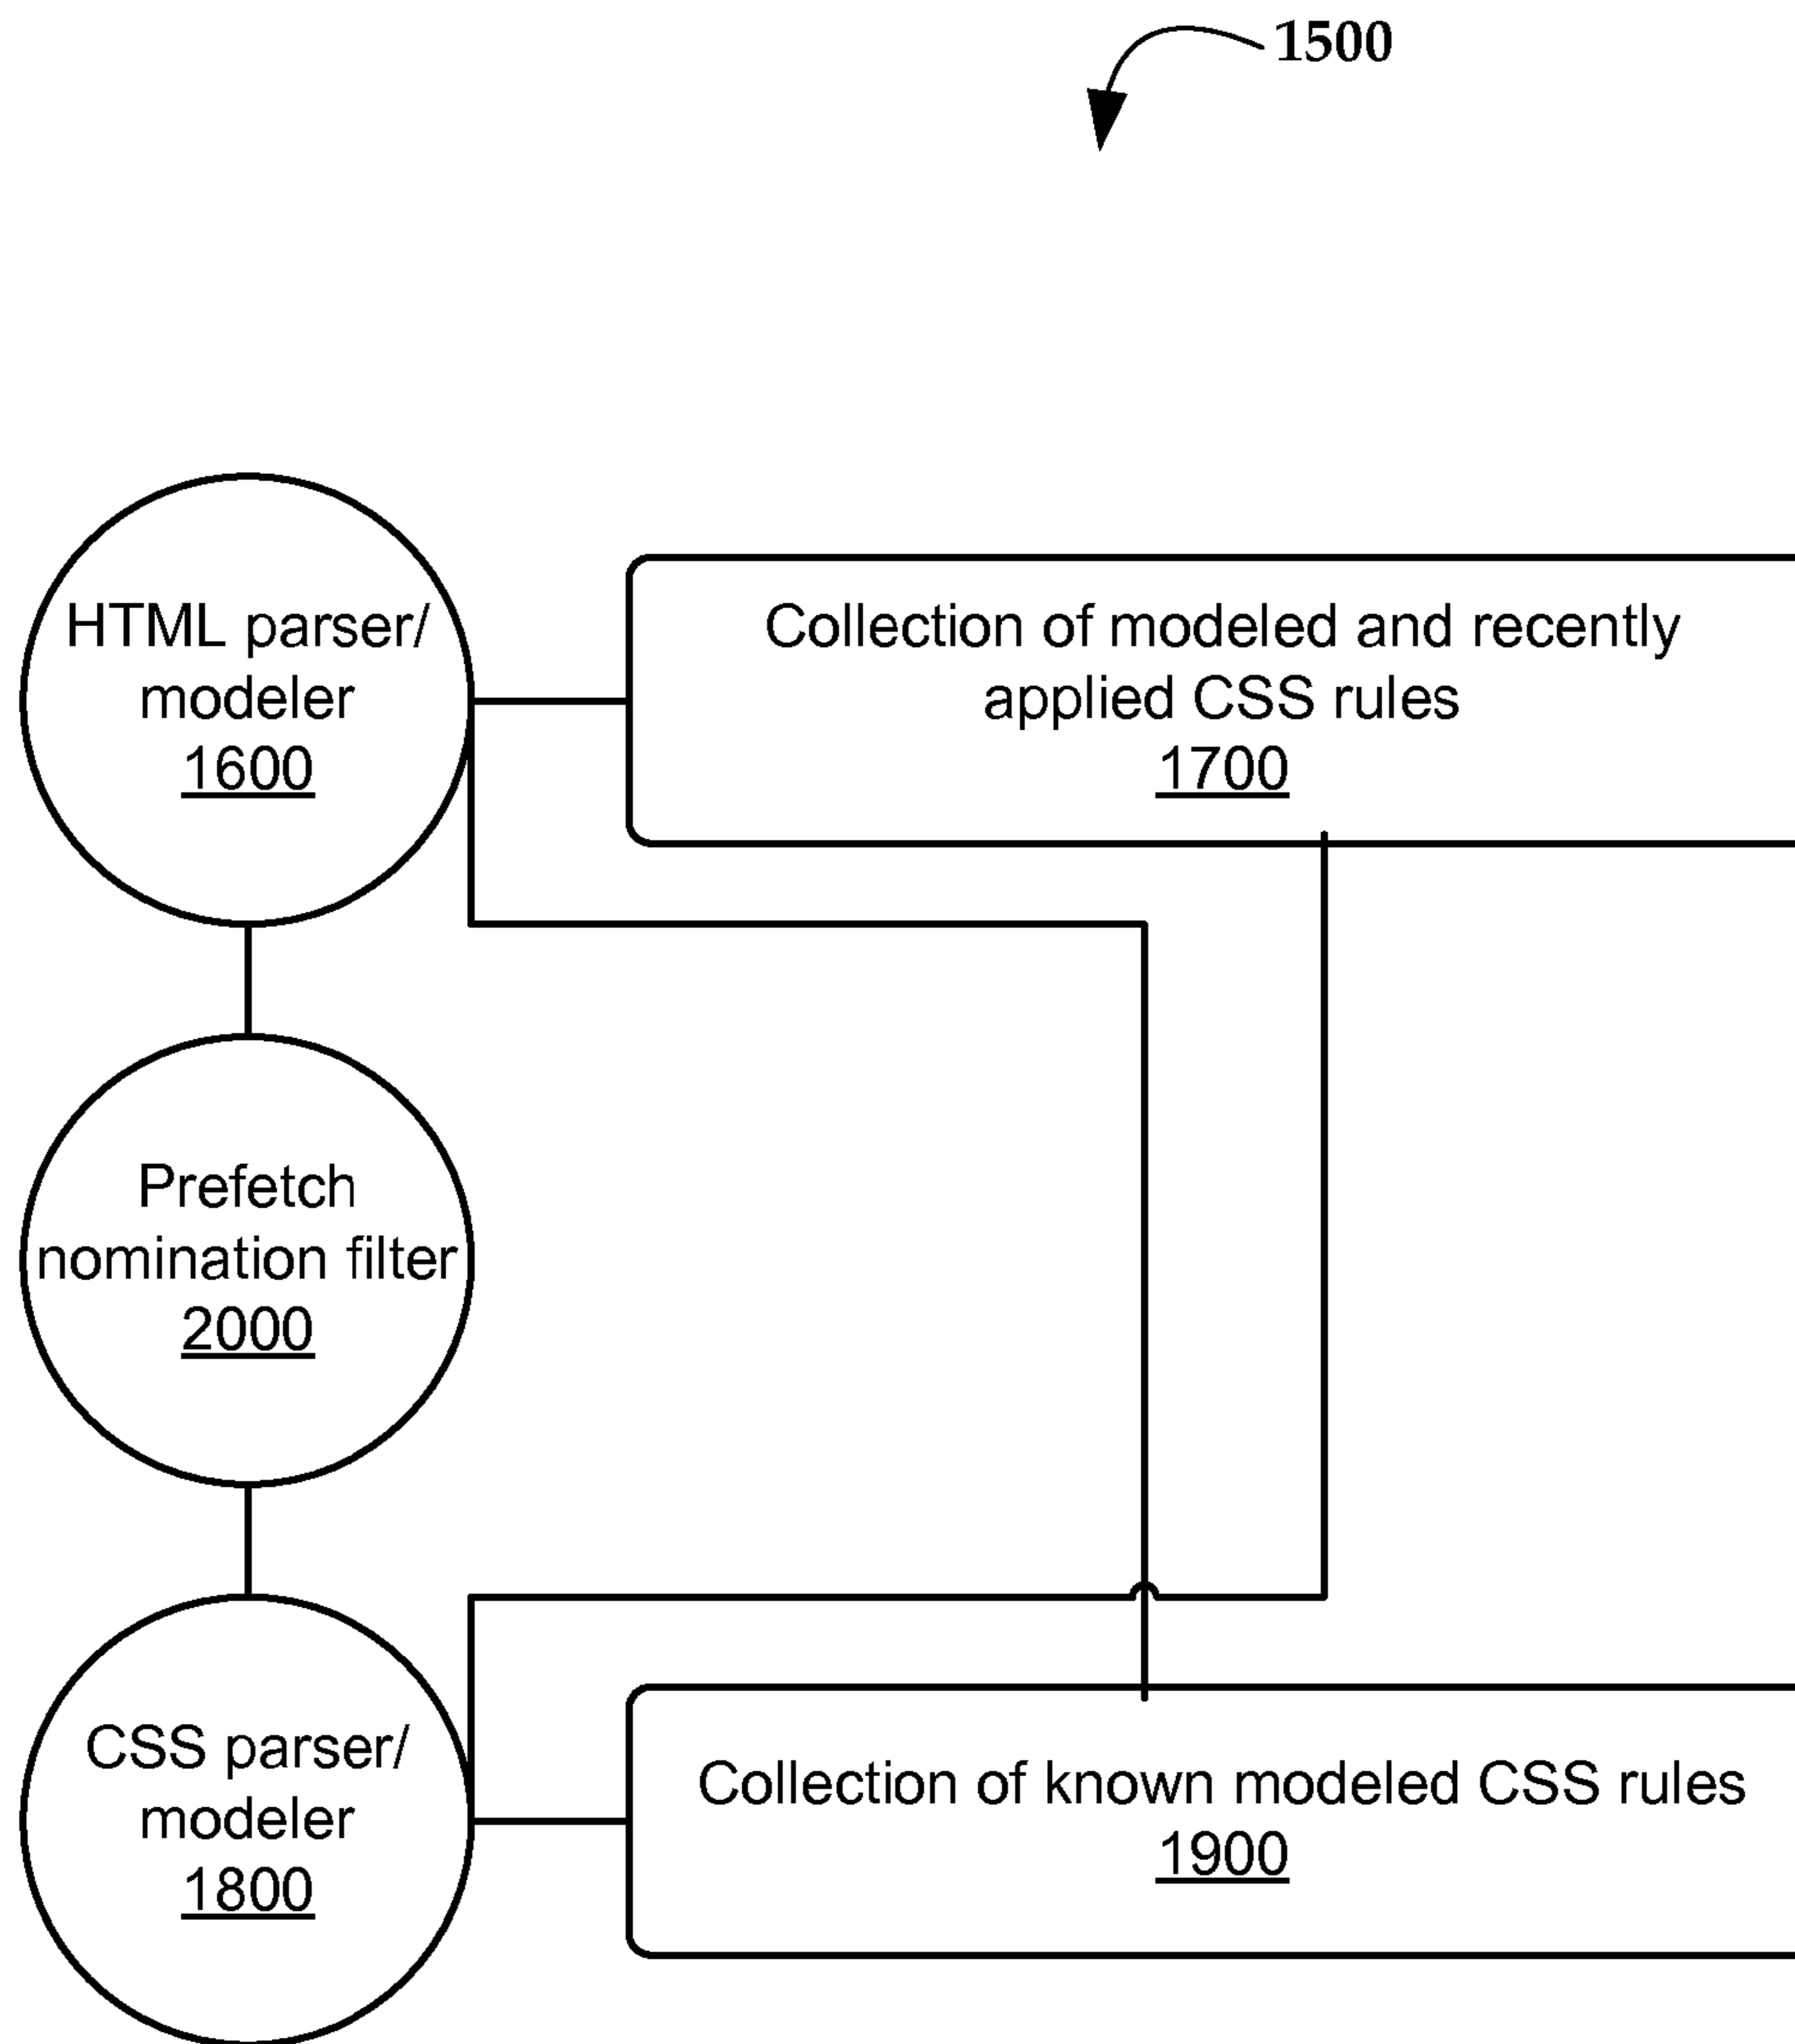 1500
HTML parser/
modeler
1600
Collection of modeled and recently
applied CSS rules
1700
Prefetch
nomination filter
2000
CSS parser/
modeler
1800
Collection of known modeled CSS rules
1900